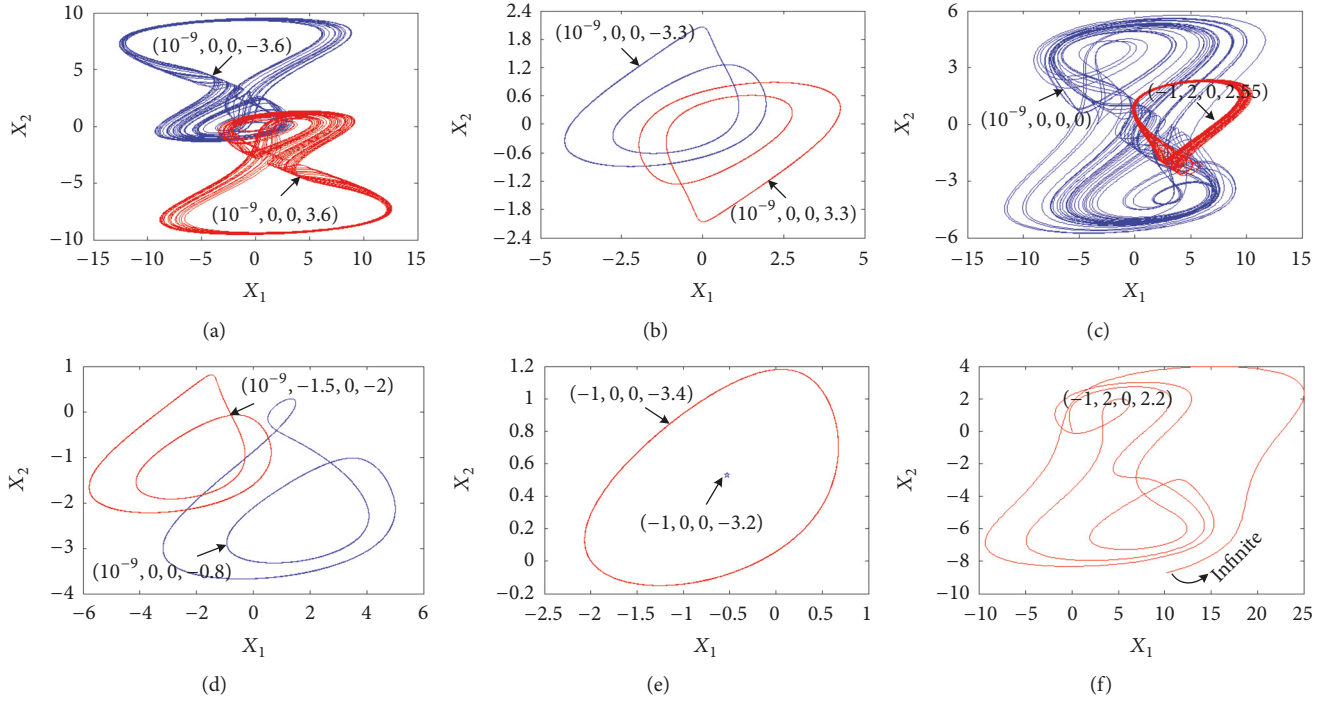 10
5
0
−5
−10
X₂
(10⁻⁹, 0, 0, −3.6)
(10⁻⁹, 0, 0, 3.6)
−15 −10 −5 0 5 10 15
X₁
(a)
2.4
1.8
1.2
0.6
0
−0.6
−1.2
−1.8
−2.4
X₂
(10⁻⁹, 0, 0, −3.3)
(10⁻⁹, 0, 0, 3.3)
−5 −2.5 0 2.5 5
X₁
(b)
6
3
0
−3
−6
X₂
(−1, 2, 0, 2.55)
(10⁻⁹, 0, 0, 0)
−15 −10 −5 0 5 10 15
X₁
(c)
1
0
−1
−2
−3
−4
X₂
(10⁻⁹, −1.5, 0, −2)
(10⁻⁹, 0, 0, −0.8)
−6 −4 −2 0 2 4 6
X₁
(d)
1.2
1
0.8
0.6
0.4
0.2
0
0.2
X₂
(−1, 0, 0, −3.4)
(−1, 0, 0, −3.2)
−2.5 −2 −1.5 −1 −0.5 0 0.5 1
X₁
(e)
4
2
0
−2
−4
−6
−8
−10
X₂
(−1, 2, 0, 2.2)
Infinite
−10 −5 0 5 10 15 20 25
X₁
(f)